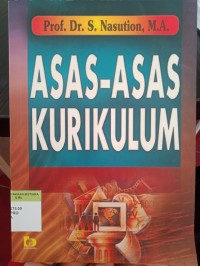 Prof. Dr. S. Nasution, M.A.
ASAS-ASAS
KURIKULUM